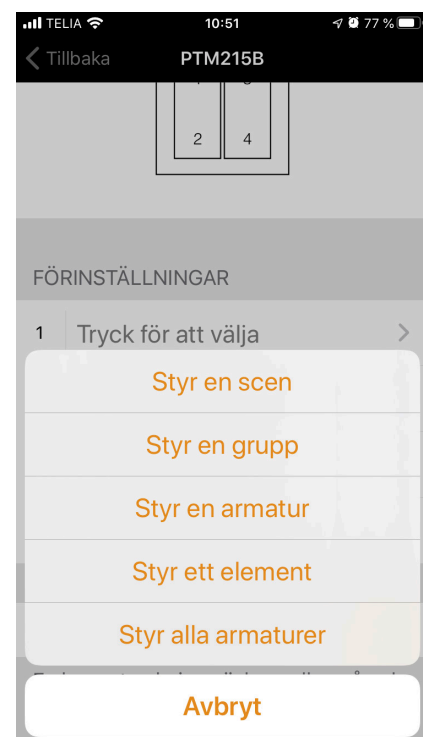 TELIA 10:51 77 %
Tillbaka PTM215B
2 4
FÖRINSTÄLLNINGAR
1 Tryck för att välja
Styr en scen
Styr en grupp
Styr en armatur
Styr ett element
Styr alla armaturer
Avbryt